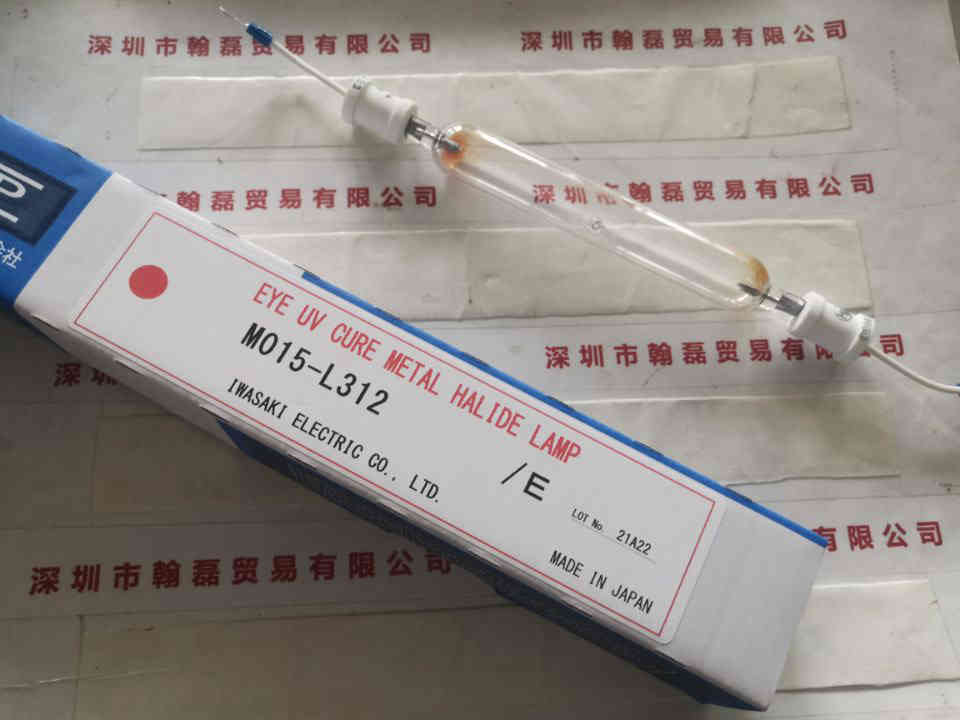 深圳市翰磊贸易有限公司
深圳市翰磊贸易有限公司
市翰磊贸易有限公司
深圳市翰磊贸易有限公司
深圳市翰磊贸易有限公司
深圳
EYE UV CURE METAL HALIDE LAMP
M015-L312
IWASAKI ELECTRIC CO., LTD.
/E
LOT No. 21A22
MADE IN JAPAN
深圳市翰磊贸易有限公司
有限公司